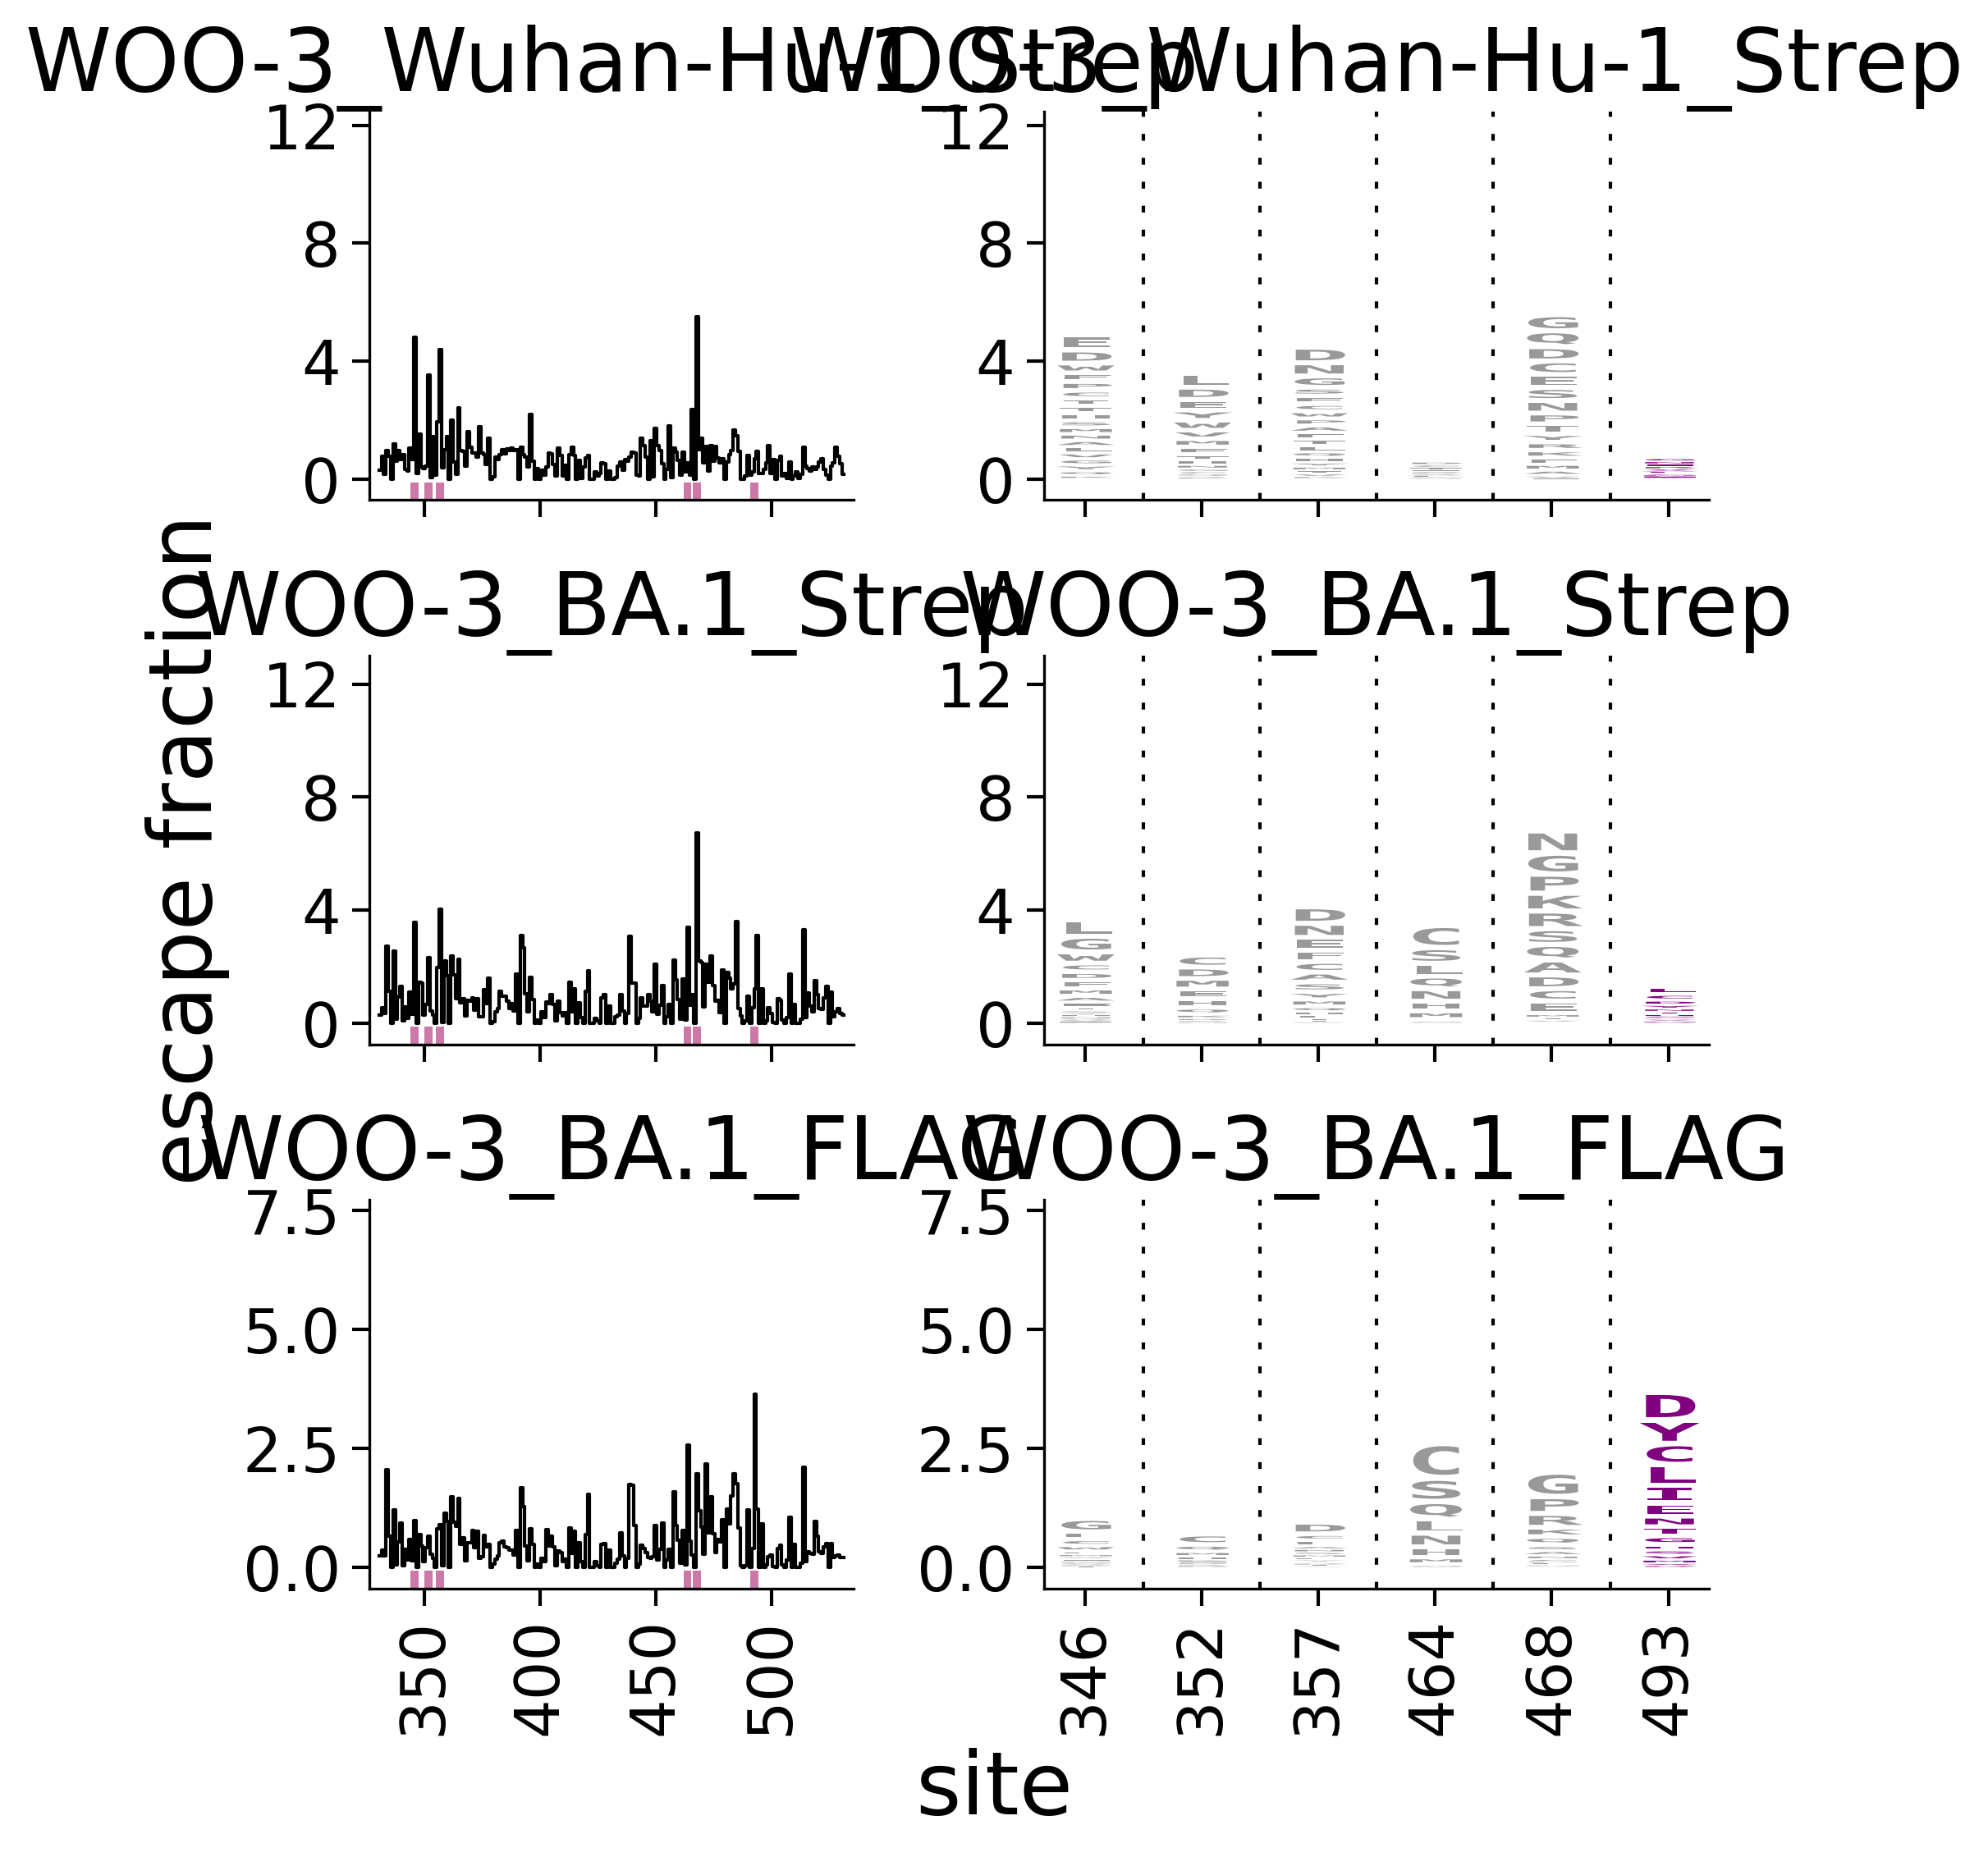 WOO-3_Wuhan-Hu-1_Strep WOO-3_Wuhan-Hu-1_Strep
12 12
8 8
4 4
0 0
WOO-3_BA.1_Strep WOO-3_BA.1_Strep
12 12
8 8
4 4
0 0
escape fraction
WOO-3_BA.1_FLAG WOO-3_BA.1_FLAG
7.5 7.5
5.0 5.0
2.5 2.5
0.0 0.0
350 400 450 500 346 352 357 464 468 493
site